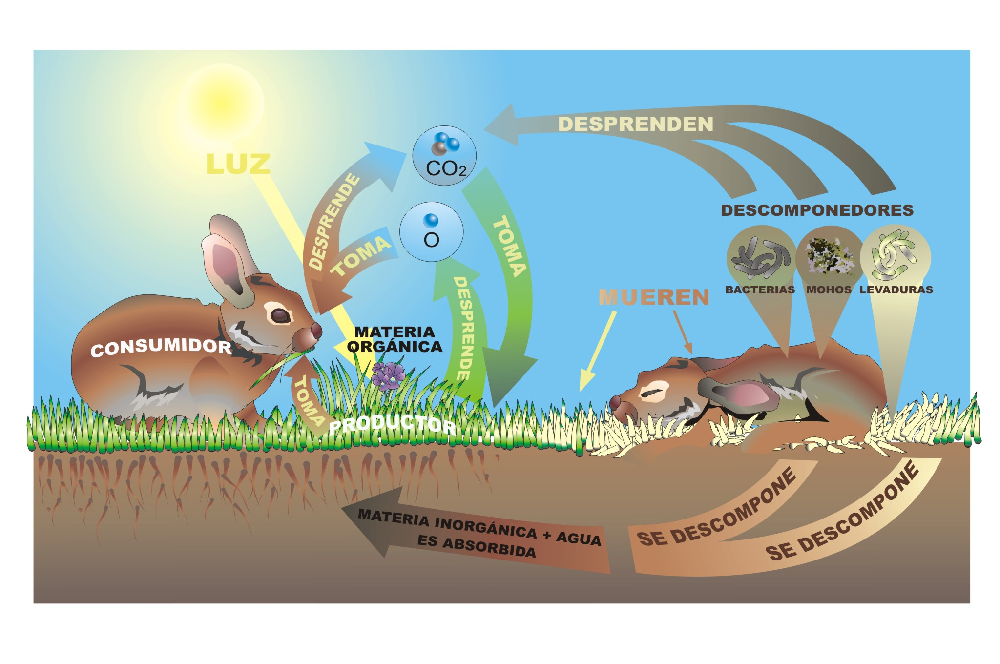 LUZ
DESPRENDE
CO2
DESPRENDEN
TOMA
O
TOMA
DESPRENDE
DESCOMPONEDORES
BACTERIAS
MOHOS
LEVADURAS
MUEREN
CONSUMIDOR
MATERIA
ORGÁNICA
TOMA
PRODUCTOR
SE DESCOMPONE
SE DESCOMPONE
MATERIA INORGÁNICA + AGUA
ES ABSORBIDA